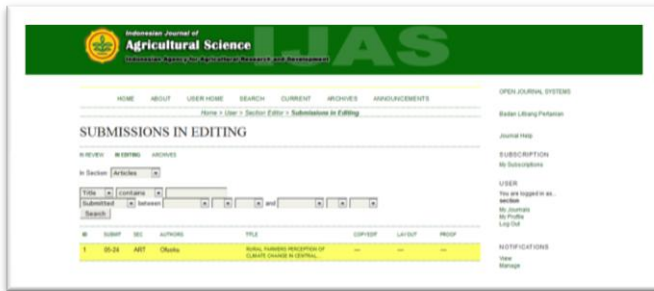 Indonesian Journal of
Agricultural Science
Indonesian Agency for Agricultural Research and Development
IJAS
HOME ABOUT USER HOME SEARCH CURRENT ARCHIVES ANNOUNCEMENTS
Home > User > Section Editor > Submissions in Editing
SUBMISSIONS IN EDITING
IN REVIEW IN EDITING ARCHIVES
In Section Articles
Title contains
Submitted between and
Search
ID SUBMIT SEC AUTHORS TITLE COPYEDIT LAYOUT PROOF
1 05-24 ART RURAL FARMERS PERCEPTION OF
CLIMATE CHANGE IN CENTRAL... — — —
OPEN JOURNAL SYSTEMS
Badan Litbang Pertanian
Journal Help
SUBSCRIPTION
My Subscriptions
USER
You are logged in as...
section
My Journals
My Profile
Log Out
NOTIFICATIONS
View
Manage